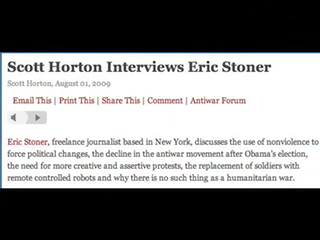 Scott Horton Interviews Eric Stoner
Scott Horton, August 01, 2009
Email This | Print This | Share This | Comment | Antiwar Forum
Eric Stoner, freelance journalist based in New York, discusses the use of nonviolence to
force political changes, the decline in the antiwar movement after Obama's election,
the need for more creative and assertive protests, the replacement of soldiers with
remote controlled robots and why there is no such thing as a humanitarian war.